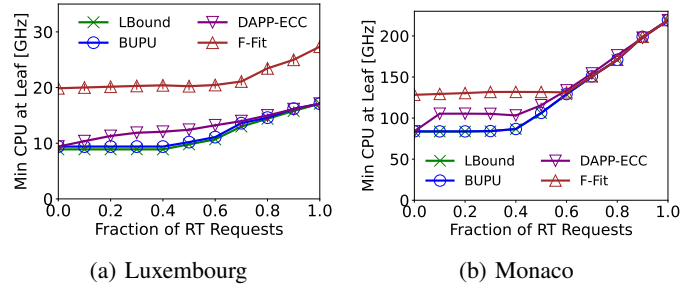 Min CPU at Leaf [GHz]
30
20
10
0
LBound
DAPP-ECC
BUPU
F-Fit
0.0 0.2 0.4 0.6 0.8 1.0
Fraction of RT Requests
(a) Luxembourg
Min CPU at Leaf [GHz]
200
150
100
50
0
LBound
DAPP-ECC
BUPU
F-Fit
0.0 0.2 0.4 0.6 0.8 1.0
Fraction of RT Requests
(b) Monaco